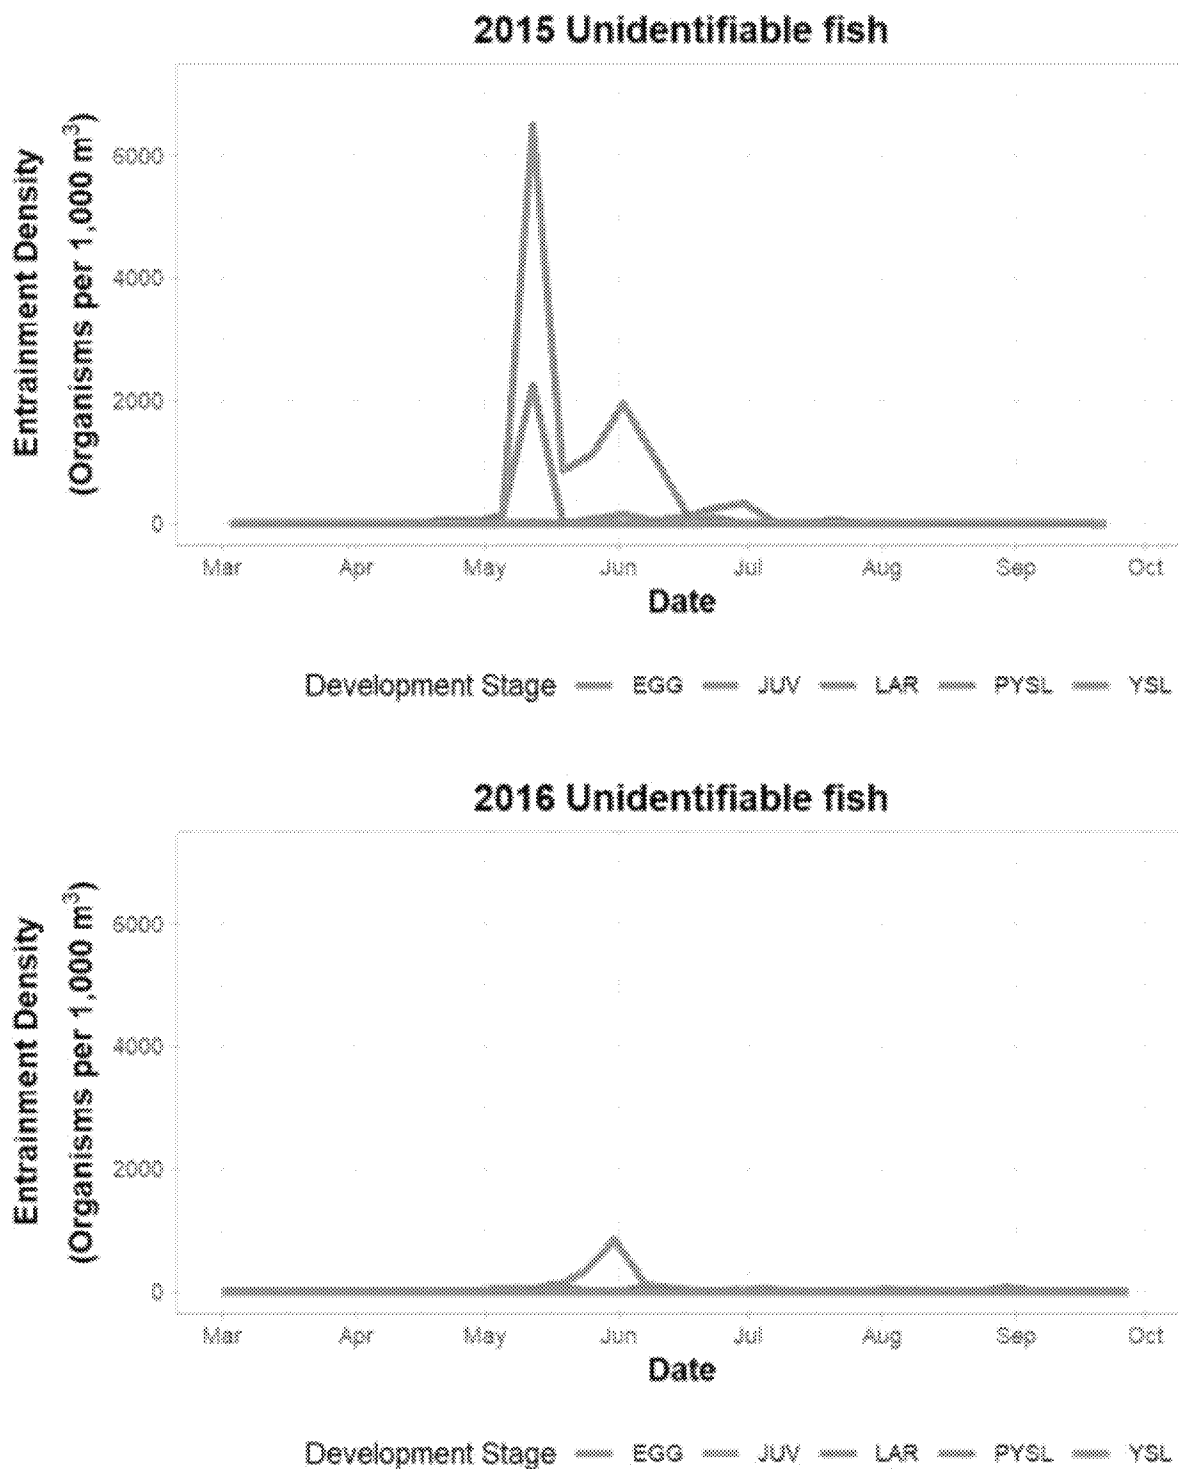 2015 Unidentifiable fish
Entrainment Density
(Organisms per 1,000 m³)
6000
4000
2000
0
Mar Apr May Jun Jul Aug Sep Oct
Date
Development Stage EGG JUV LAR PYSL YSL
2016 Unidentifiable fish
Entrainment Density
(Organisms per 1,000 m³)
6000
4000
2000
0
Mar Apr May Jun Jul Aug Sep Oct
Date
Development Stage EGG JUV LAR PYSL YSL